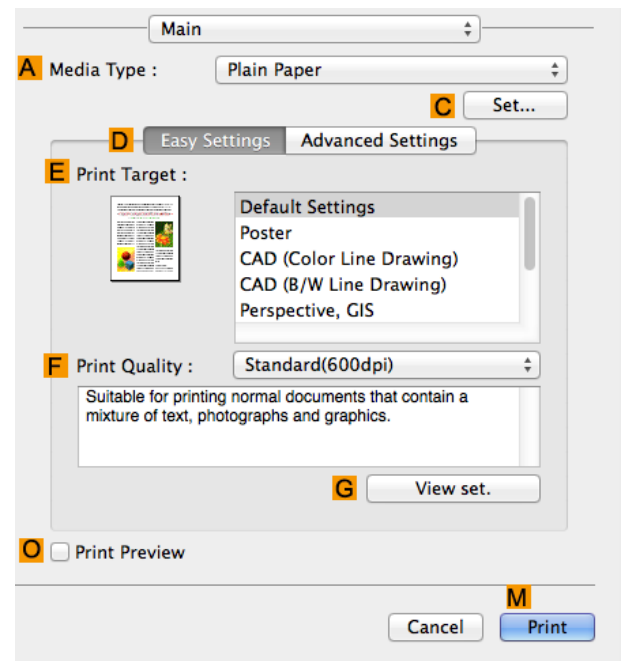 Main
A Media Type : Plain Paper
C Set...
D Easy Settings Advanced Settings
E Print Target :
Default Settings
Poster
CAD (Color Line Drawing)
CAD (B/W Line Drawing)
Perspective, GIS
F Print Quality : Standard(600dpi)
Suitable for printing normal documents that contain a
mixture of text, photographs and graphics.
G View set.
O Print Preview
M
Cancel Print